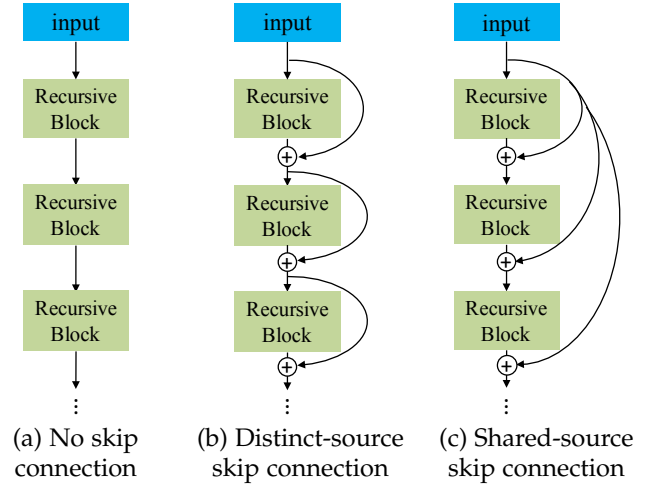 input
Recursive
Block
Recursive
Block
Recursive
Block
...
(a) No skip
connection
input
Recursive
Block
+
Recursive
Block
+
Recursive
Block
+
...
(b) Distinct-source
skip connection
input
Recursive
Block
+
Recursive
Block
+
Recursive
Block
+
...
(c) Shared-source
skip connection